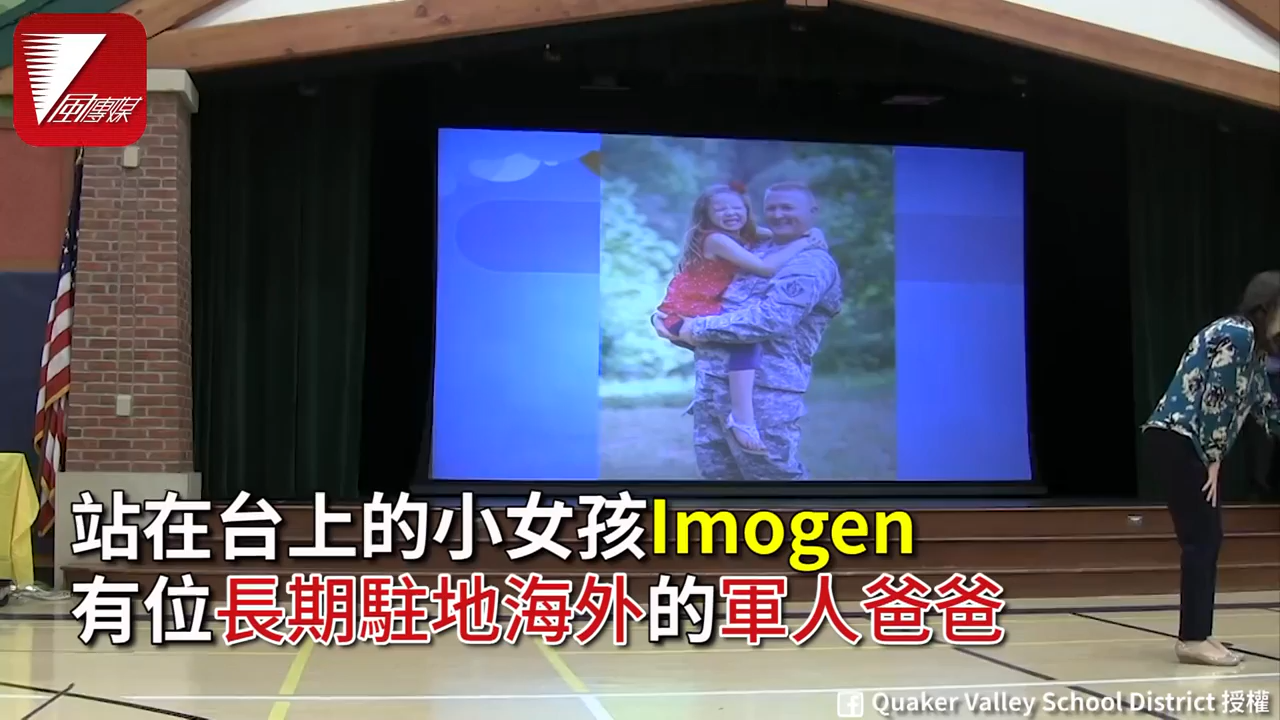 風傳媒
站在台上的小女孩Imogen
有位長期駐地海外的軍人爸爸
Quaker Valley School District 授權